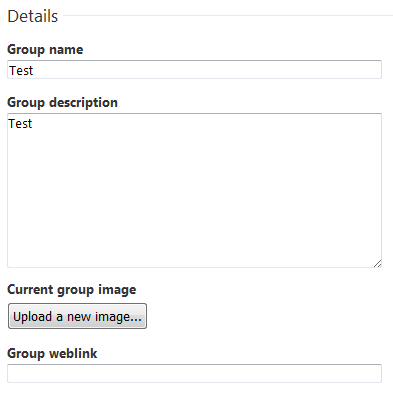 Details
Group name
Test
Group description
Test
Current group image
Upload a new image...
Group weblink